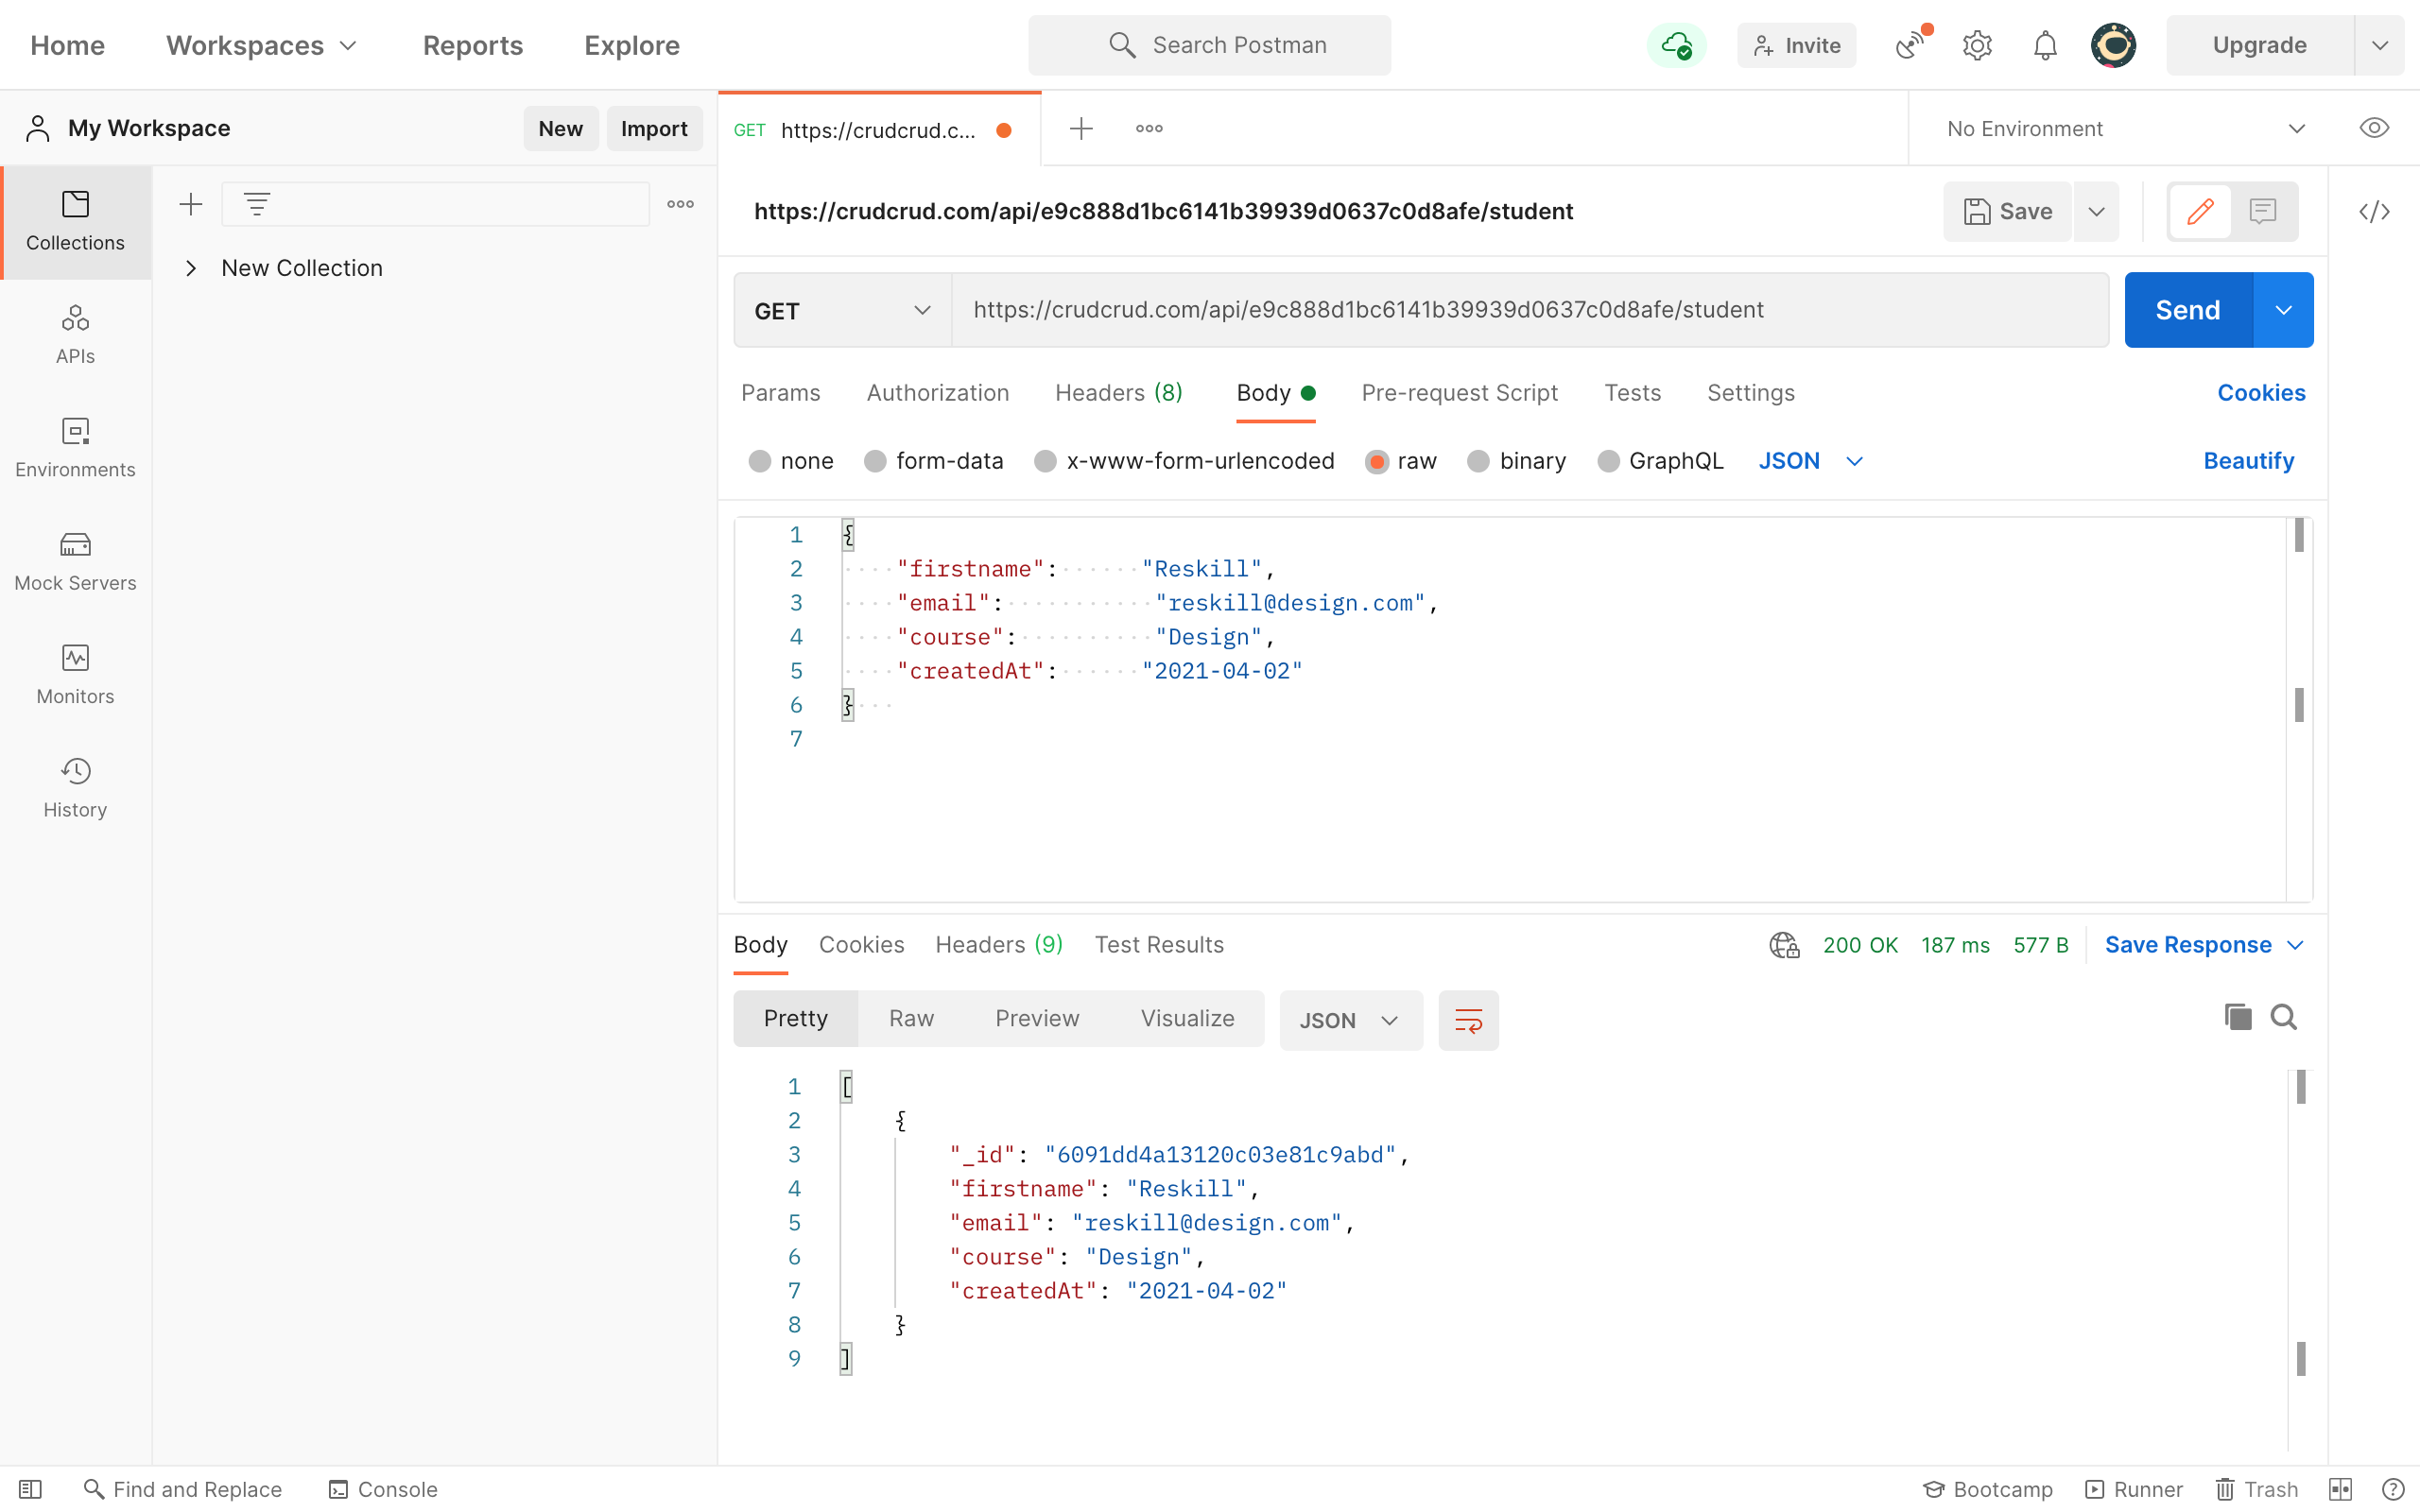 Home Workspaces Reports Explore Search Postman Invite Upgrade
My Workspace New Import GET https://crudcrud.c... No Environment
Collections
New Collection
APIs
Environments
Mock Servers
Monitors
History
https://crudcrud.com/api/e9c888d1bc6141b39939d0637c0d8afe/student Save
GET https://crudcrud.com/api/e9c888d1bc6141b39939d0637c0d8afe/student Send
Params Authorization Headers (8) Body Pre-request Script Tests Settings Cookies
none form-data x-www-form-urlencoded raw binary GraphQL JSON Beautify
1 {
2 "firstname": "Reskill",
3 "email": "reskill@design.com",
4 "course": "Design",
5 "createdAt": "2021-04-02"
6 }
7
Body Cookies Headers (9) Test Results 200 OK 187 ms 577 B Save Response
Pretty Raw Preview Visualize JSON
1 [
2 {
3 "_id": "6091dd4a13120c03e81c9abd",
4 "firstname": "Reskill",
5 "email": "reskill@design.com",
6 "course": "Design",
7 "createdAt": "2021-04-02"
8 }
9 ]
Find and Replace Console Bootcamp Runner Trash